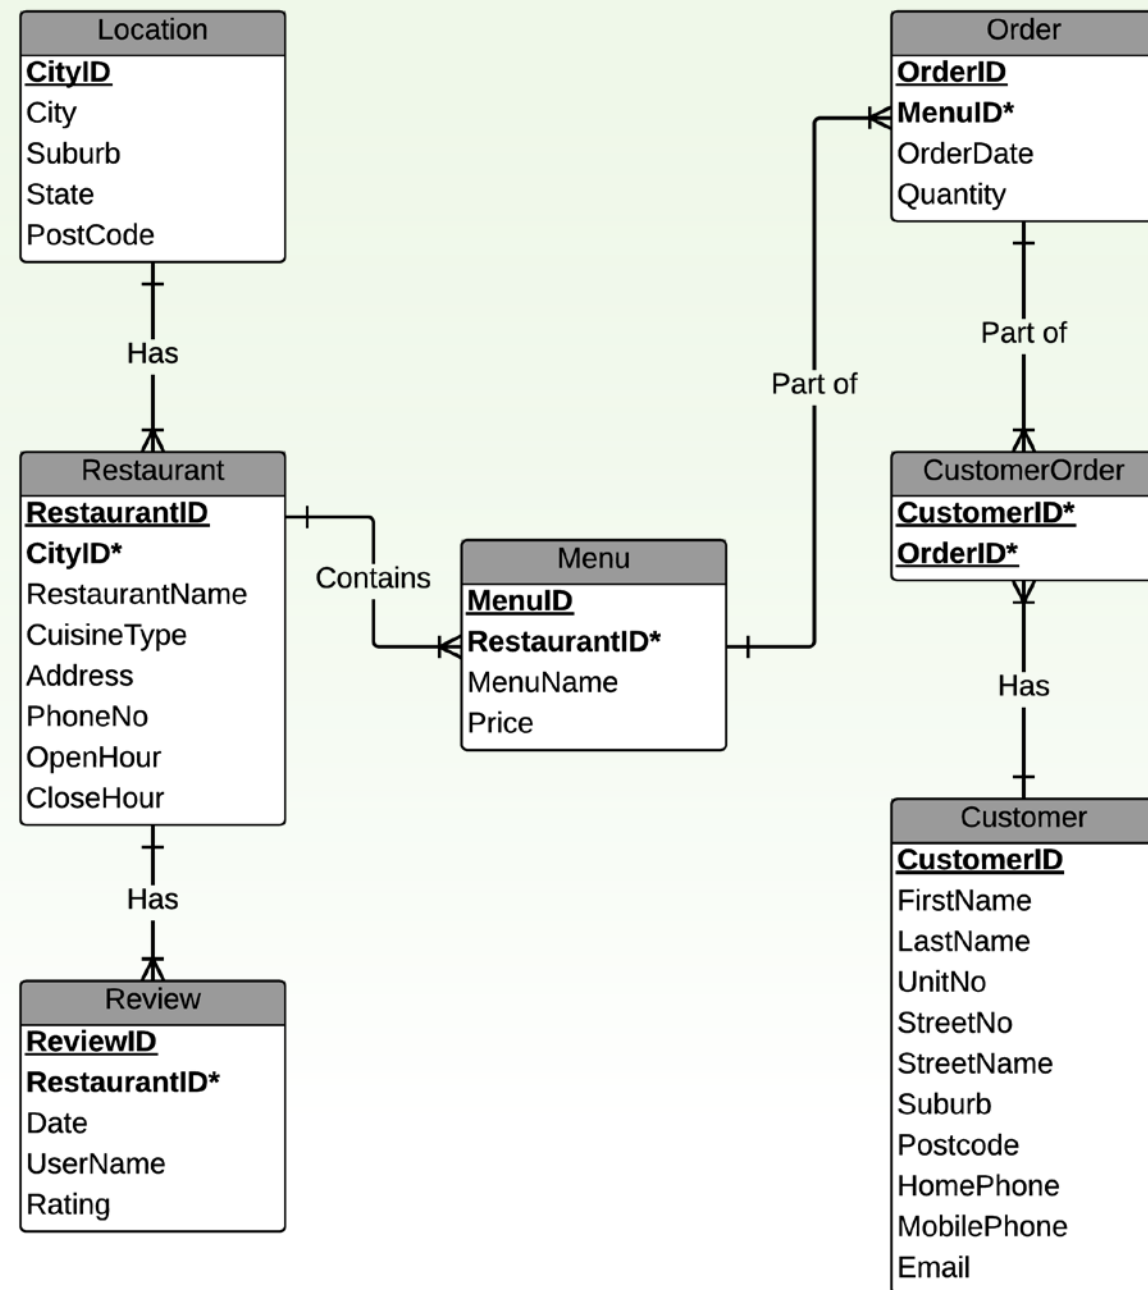 Location
CityID
City
Suburb
State
PostCode
Has
Restaurant
RestaurantID
CityID*
RestaurantName
CuisineType
Address
PhoneNo
OpenHour
CloseHour
Has
Review
ReviewID
RestaurantID*
Date
UserName
Rating
Contains
Menu
MenuID
RestaurantID*
MenuName
Price
Part of
Order
OrderID
MenuID*
OrderDate
Quantity
Part of
CustomerOrder
CustomerID*
OrderID*
Has
Customer
CustomerID
FirstName
LastName
UnitNo
StreetNo
StreetName
Suburb
Postcode
HomePhone
MobilePhone
Email